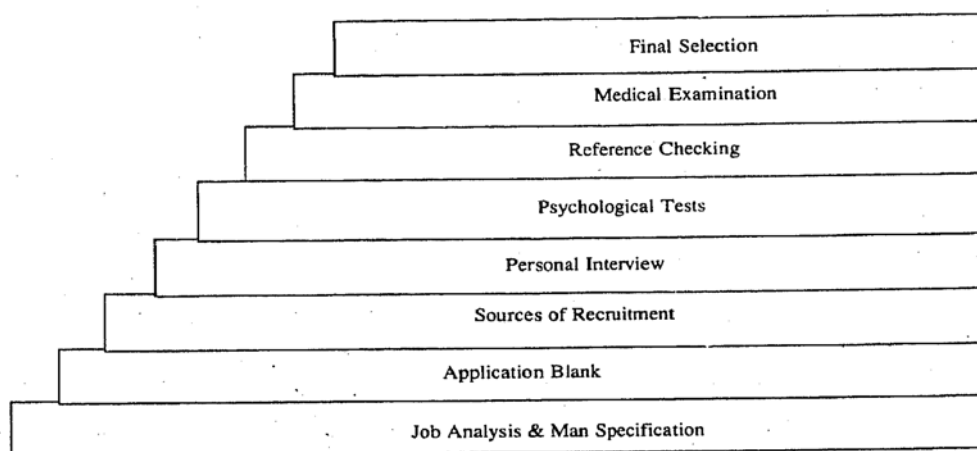 Final Selection
Medical Examination
Reference Checking
Psychological Tests
Personal Interview
Sources of Recruitment
Application Blank
Job Analysis & Man Specification